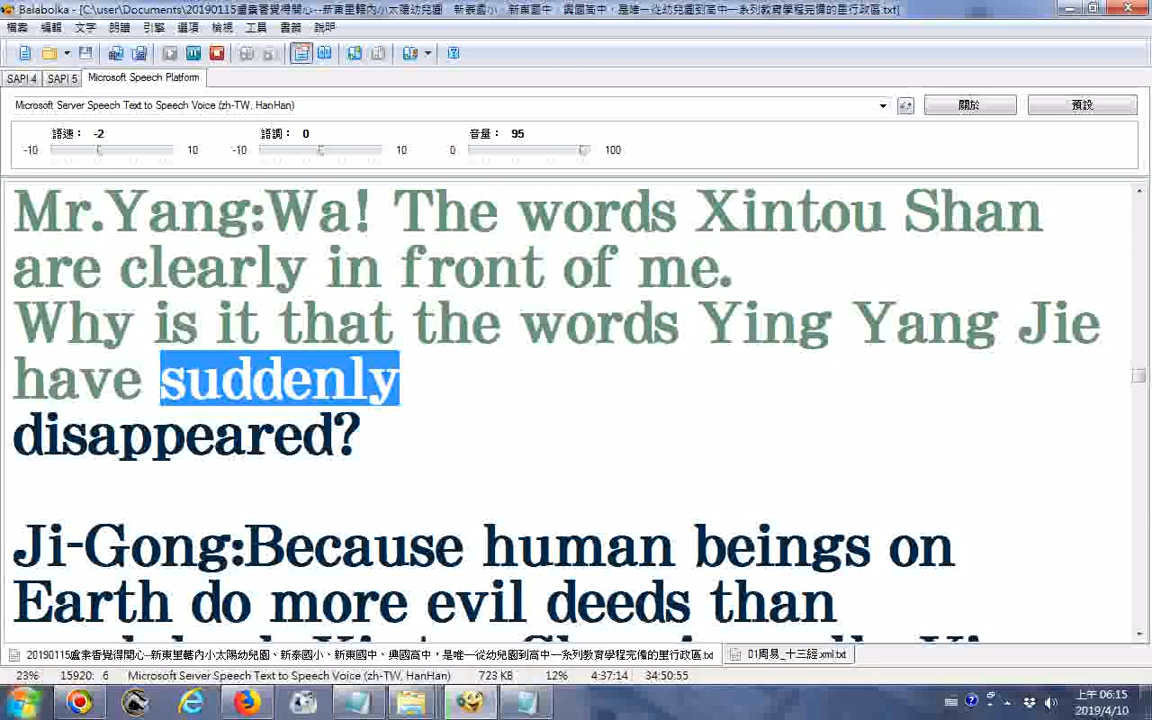 Balabolka - [C:\user\Documents\20190115盧素香覺得開心--新東里轄內小太陽幼兒園、新泰國小、新東國中、興國高中，是唯一從幼兒園到高中一系列教育學程完備的里行政區.txt]
檔案 編輯 文字 朗讀 引擎 選項 檢視 工具 書籤 說明
SAPI 4 SAPI 5 Microsoft Speech Platform
Microsoft Server Speech Text to Speech Voice (zh-TW, HanHan) 關於 預設
語速： -2 語調： 0 音量： 95
-10 10 -10 10 0 100
Mr.Yang:Wa! The words Xintou Shan
are clearly in front of me.
Why is it that the words Ying Yang Jie
have suddenly
disappeared?
Ji-Gong:Because human beings on
Earth do more evil deeds than
20190115盧素香覺得開心--新東里轄內小太陽幼兒園、新泰國小、新東國中、興國高中，是唯一從幼兒園到高中一系列教育學程完備的里行政區.txt 01周易_十三經.xml.txt
23% 15920: 6 Microsoft Server Speech Text to Speech Voice (zh-TW, HanHan) 723 KB 12% 4:37:14 34:50:55
上午 06:15
2019/4/10